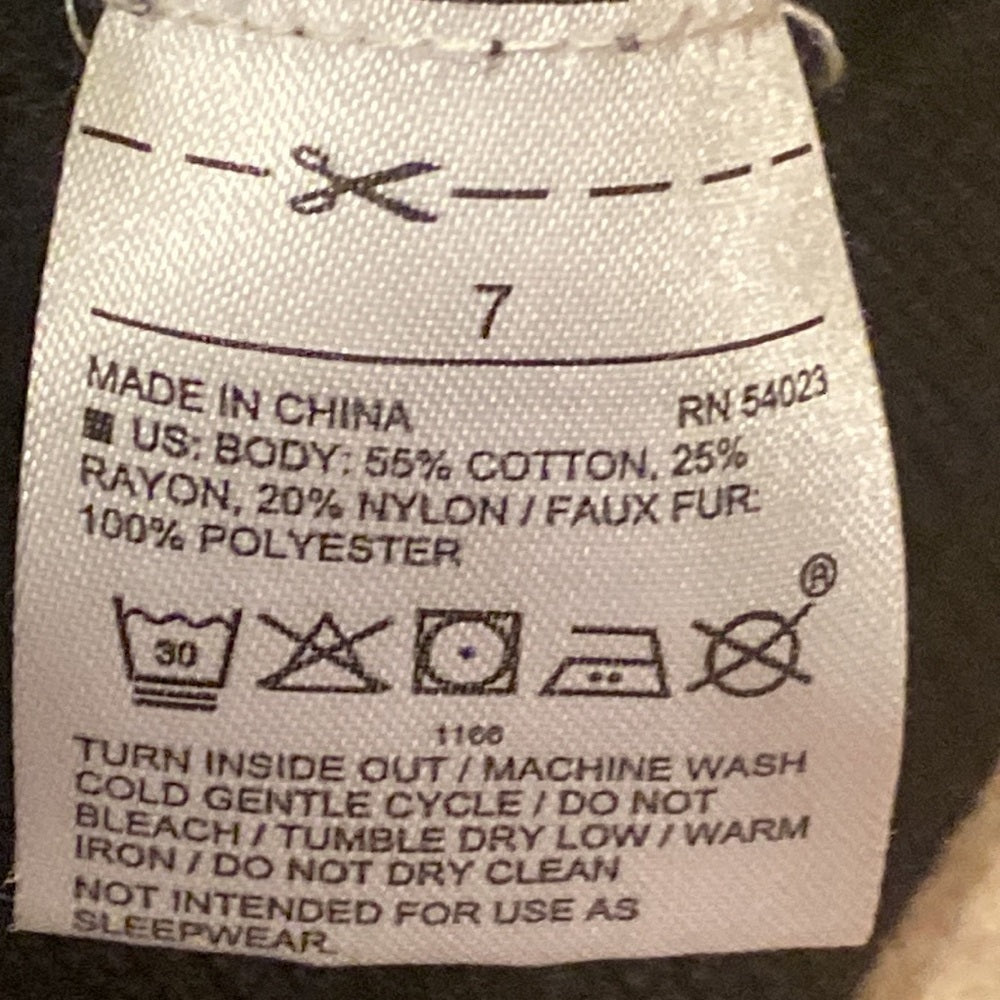 7
MADE IN CHINA RN 54023
US: BODY: 55% COTTON, 25%
RAYON, 20% NYLON / FAUX FUR:
100% POLYESTER
Ⓐ
30
1166
TURN INSIDE OUT / MACHINE WASH
COLD GENTLE CYCLE / DO NOT
BLEACH / TUMBLE DRY LOW / WARM
IRON / DO NOT DRY CLEAN
NOT INTENDED FOR USE AS
SLEEPWEAR